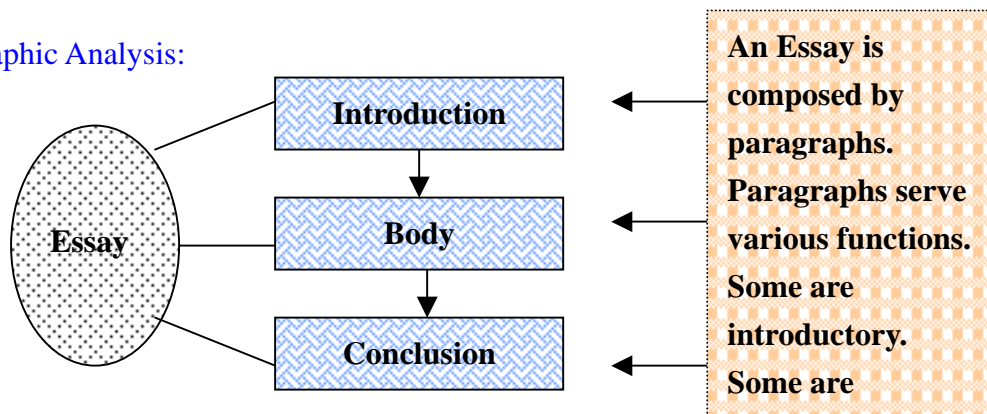 aphic Analysis:
Essay
Introduction
Body
Conclusion
An Essay is
composed by
paragraphs.
Paragraphs serve
various functions.
Some are
introductory.
Some are